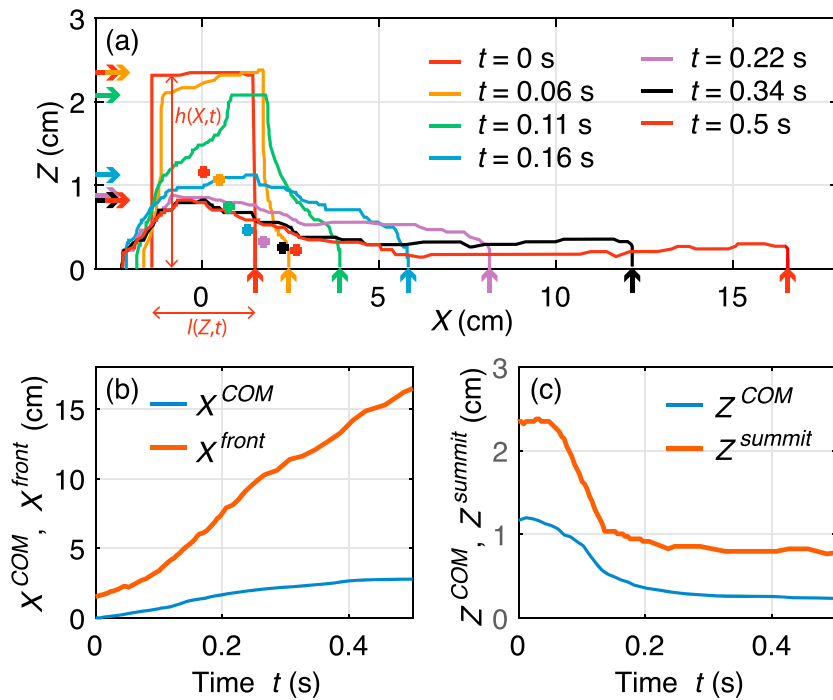 (a)
3
2
1
0
Z (cm)
h(X,t)
l(Z,t)
t = 0 s
t = 0.06 s
t = 0.11 s
t = 0.16 s
t = 0.22 s
t = 0.34 s
t = 0.5 s
0 5 10 15
X (cm)
(b)
X^COM
X^front
15
10
5
0
X^COM, X^front (cm)
0 0.2 0.4
Time t (s)
(c)
Z^COM
Z^summit
3
2
1
0
Z^COM, Z^summit (cm)
0 0.2 0.4
Time t (s)